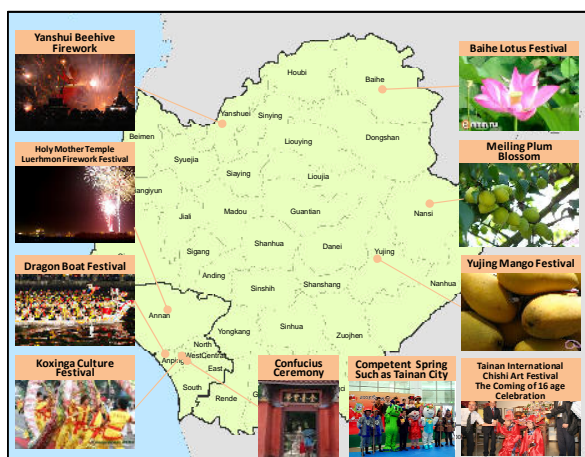 Yanshui Beehive
Firework
Holy Mother Temple
Luerhmon Firework Festival
Dragon Boat Festival
Koxinga Culture
Festival
Confucius
Ceremony
Competent Spring
Such as Tainan City
Tainan International
Chishi Art Festival
The Coming of 16 age
Celebration
Yujing Mango Festival
Meiling Plum
Blossom
Baihe Lotus Festival
Houbi
Baihe
Yanshuei
Sinying
Beimen
Dongshan
Syuejia
Liouying
Siaying
Lioujia
Jiali
Madou
Guantian
Nansi
Sigang
Shanhua
Danei
Yujing
Anding
Sinshih
Shanshang
Nanhua
Annan
Yongkang
Sinhua
Zuojhen
North
WestCentral
East
South
Rende